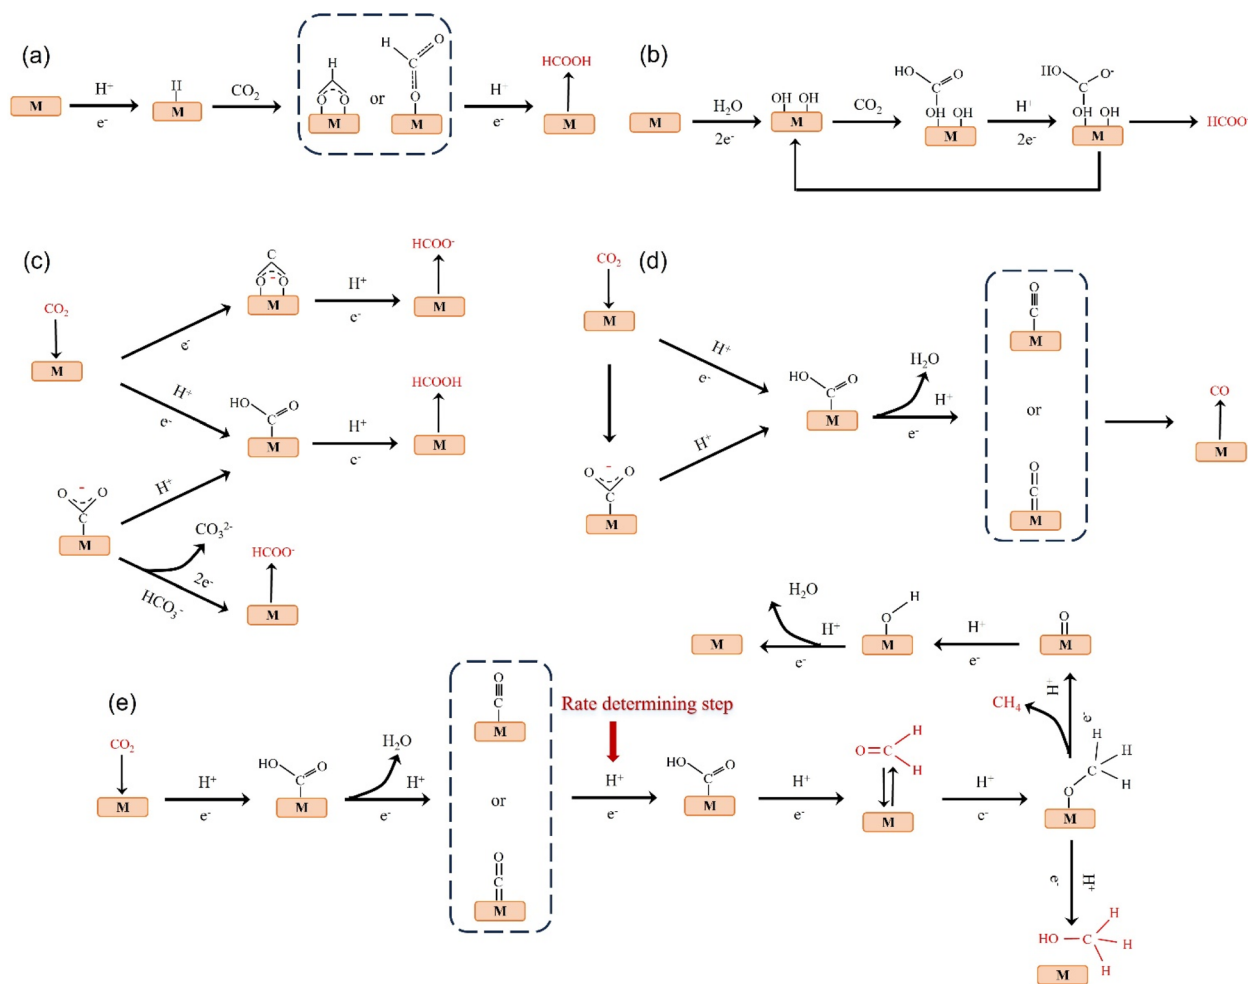 (a)
M
H⁺
e⁻
H
M
CO₂
H
O O
M
or
H O
C
O
M
H⁺
e⁻
HCOOH
M
(b)
M
H₂O
2e⁻
OH OH
M
CO₂
HO O
C
OH OH
M
H⁺
2e⁻
HO O•
C
OH OH
M
HCOO⁻
(c)
CO₂
M
e⁻
C
O - O
M
H⁺
e⁻
HCOO⁻
M
H⁺
e⁻
HO O
C
M
H⁺
e⁻
HCOOH
M
O - O
C
M
H⁺
CO₃²⁻
2e⁻
HCO₃⁻
HCOO⁻
M
(d)
CO₂
M
H⁺
e⁻
O - O
C
M
H⁺
HO O
C
M
H₂O
H⁺
e⁻
O
C
M
or
O
C
M
CO
M
(e)
CO₂
M
H⁺
e⁻
HO O
C
M
H₂O
H⁺
e⁻
O
C
M
or
O
C
M
Rate determining step
H⁺
e⁻
HO O
C
M
H⁺
e⁻
H
O C
H
M
H⁺
e⁻
H H
C
H
O
M
CH₄
H⁺
e⁻
O
M
H⁺
e⁻
H
O
M
H₂O
H⁺
e⁻
M
H⁺
e⁻
H
HO C
H
H
M